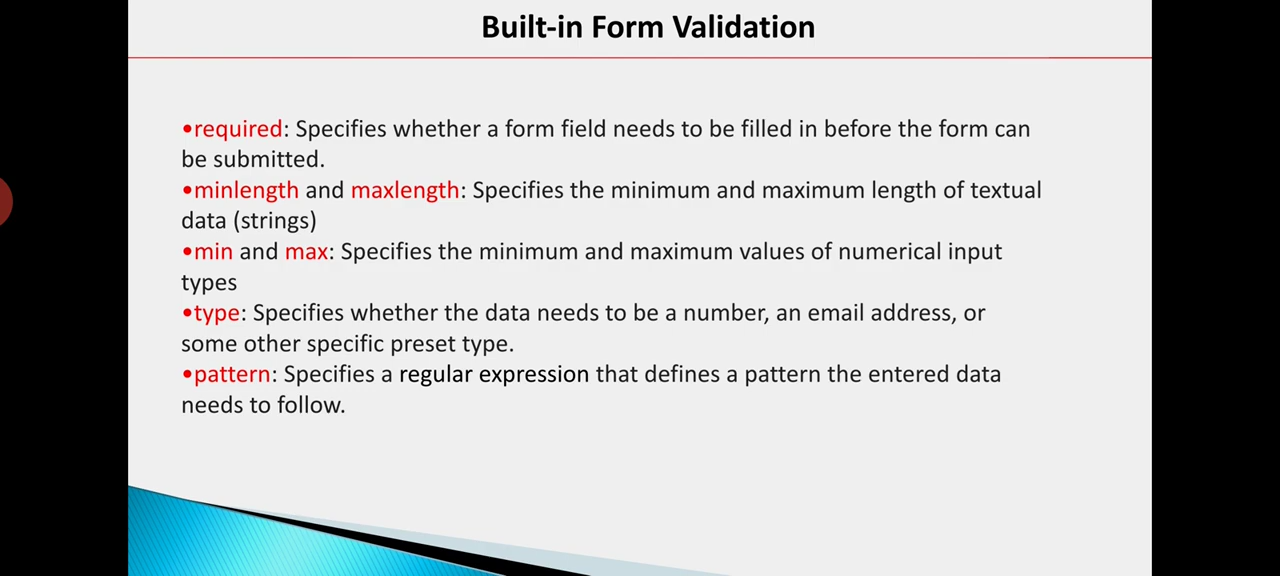 Built-in Form Validation
•required: Specifies whether a form field needs to be filled in before the form can
be submitted.
•minlength and maxlength: Specifies the minimum and maximum length of textual
data (strings)
•min and max: Specifies the minimum and maximum values of numerical input
types
•type: Specifies whether the data needs to be a number, an email address, or
some other specific preset type.
•pattern: Specifies a regular expression that defines a pattern the entered data
needs to follow.